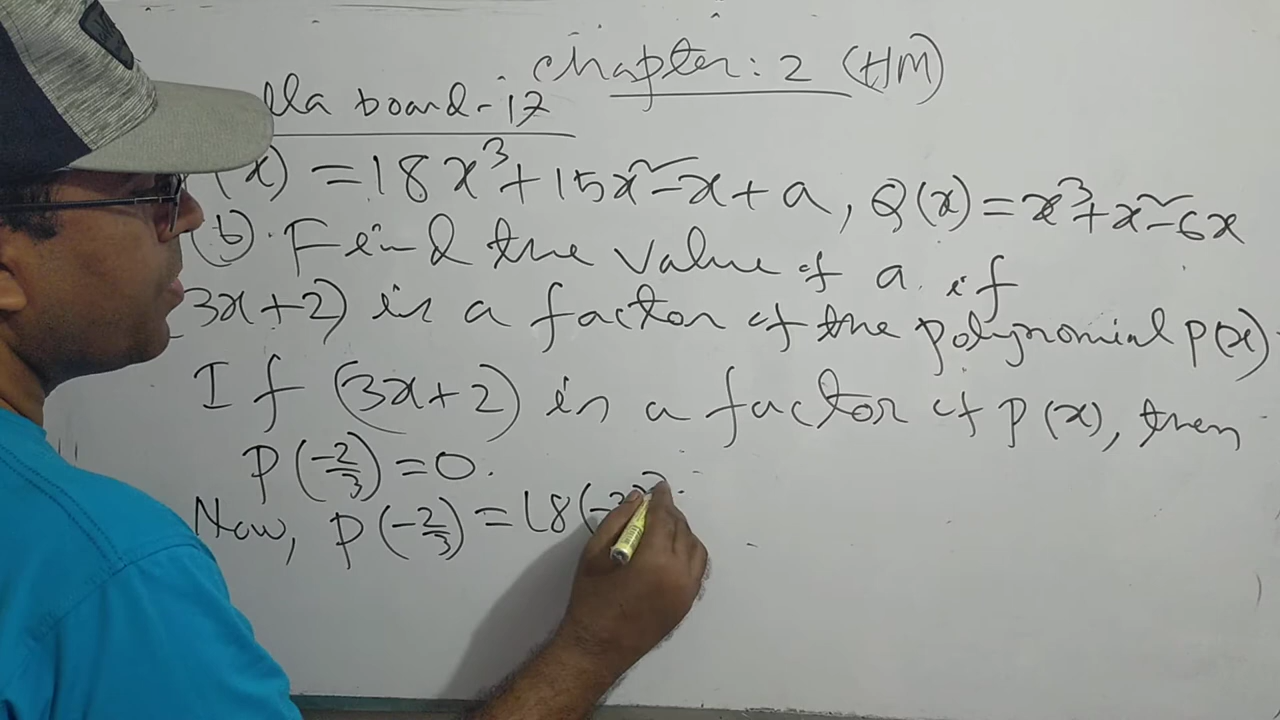 Chapter: 2 (HM)
lla board-17
(x) = 18x³+15x²-x+a, Q(x)=x³+x²-6x
(b). Find the value of a. if
(3x+2) is a factor of the polynomial P(x).
If (3x+2) is a factor of P(x), then
P(-2/3)=0.
Now, P(-2/3) = 18(-2